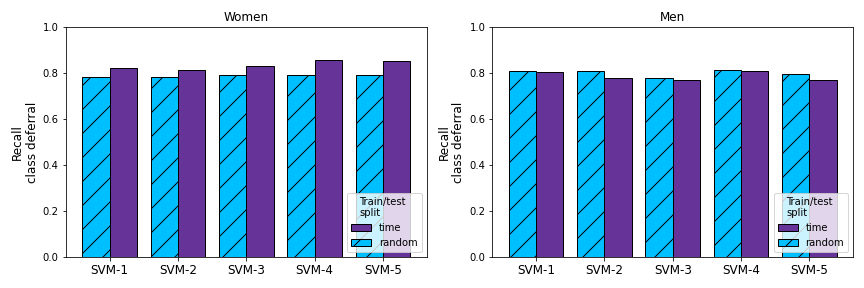 Women
Recall
class deferral
1.0
0.8
0.6
0.4
0.2
0.0
SVM-1 SVM-2 SVM-3 SVM-4 SVM-5
Train/test
split
time
random
Men
Recall
class deferral
1.0
0.8
0.6
0.4
0.2
0.0
SVM-1 SVM-2 SVM-3 SVM-4 SVM-5
Train/test
split
time
random